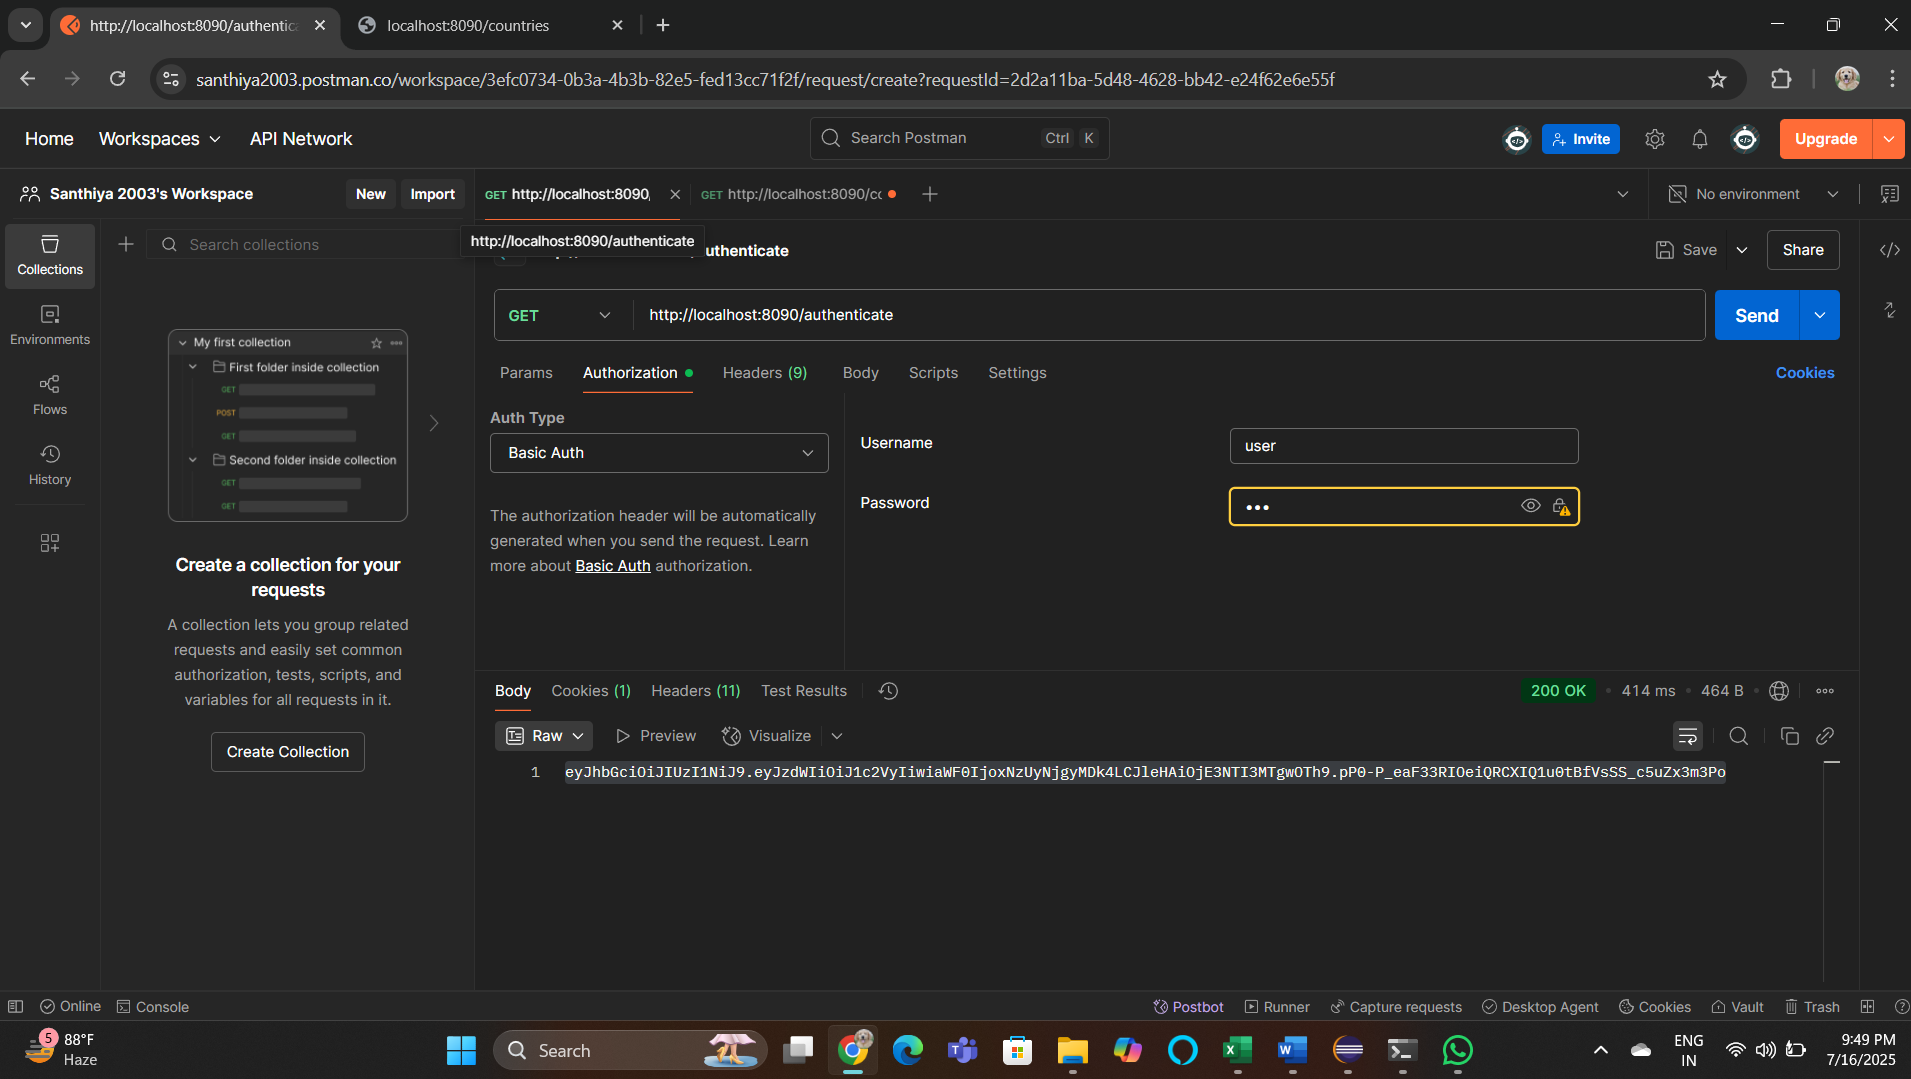 http://localhost:8090/authentica
localhost:8090/countries
santhiya2003.postman.co/workspace/3efc0734-0b3a-4b3b-82e5-fed13cc71f2f/request/create?requestId=2d2a11ba-5d48-4628-bb42-e24f62e6e55f
Home Workspaces API Network
Search Postman Ctrl K
Invite
Upgrade
Santhiya 2003's Workspace
New Import
GET http://localhost:8090/
GET http://localhost:8090/co
No environment
Collections
Search collections
http://localhost:8090/authenticate
uthenticate
Save
Share
Environments
GET http://localhost:8090/authenticate
Send
My first collection
First folder inside collection
GET
POST
GET
Second folder inside collection
GET
GET
Flows
History
Params Authorization Headers (9) Body Scripts Settings
Cookies
Auth Type
Basic Auth
The authorization header will be automatically
generated when you send the request. Learn
more about Basic Auth authorization.
Username
user
Password
Create a collection for your
requests
A collection lets you group related
requests and easily set common
authorization, tests, scripts, and
variables for all requests in it.
Create Collection
Body Cookies (1) Headers (11) Test Results
200 OK • 414 ms • 464 B
Raw Preview Visualize
1 eyJhbGciOiJIUzI1NiJ9.eyJzdWIiOiJ1c2VyIiwiaWF0IjoxNzUyNjgyMDk4LCJleHAiOjE3NTI3MTgwOTh9.pP0-P_eaF33RIOeiQRCXIQ1u0tBfVsSS_c5uZx3m3Po
Online Console
Postbot Runner Capture requests Desktop Agent Cookies Vault Trash
5
88°F
Haze
Search
ENG
IN
9:49 PM
7/16/2025